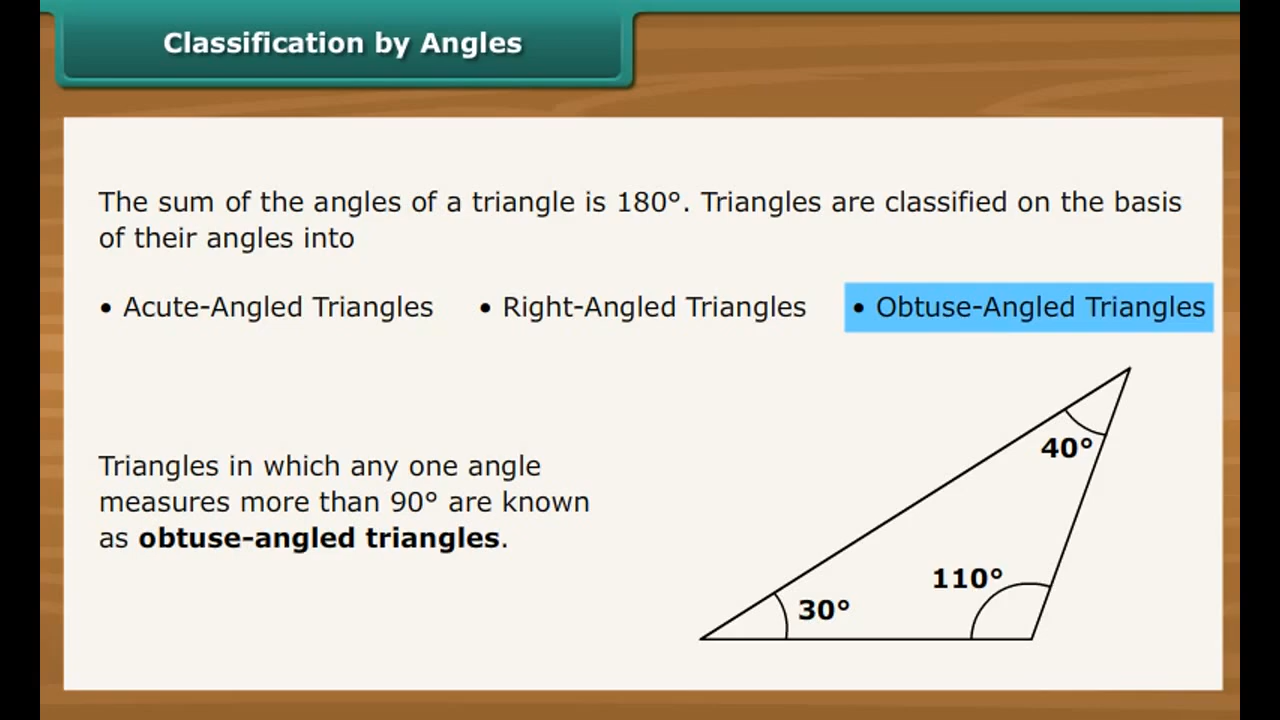 Classification by Angles
The sum of the angles of a triangle is 180°. Triangles are classified on the basis
of their angles into
• Acute-Angled Triangles • Right-Angled Triangles • Obtuse-Angled Triangles
40°
Triangles in which any one angle
measures more than 90° are known
as obtuse-angled triangles.
110°
30°